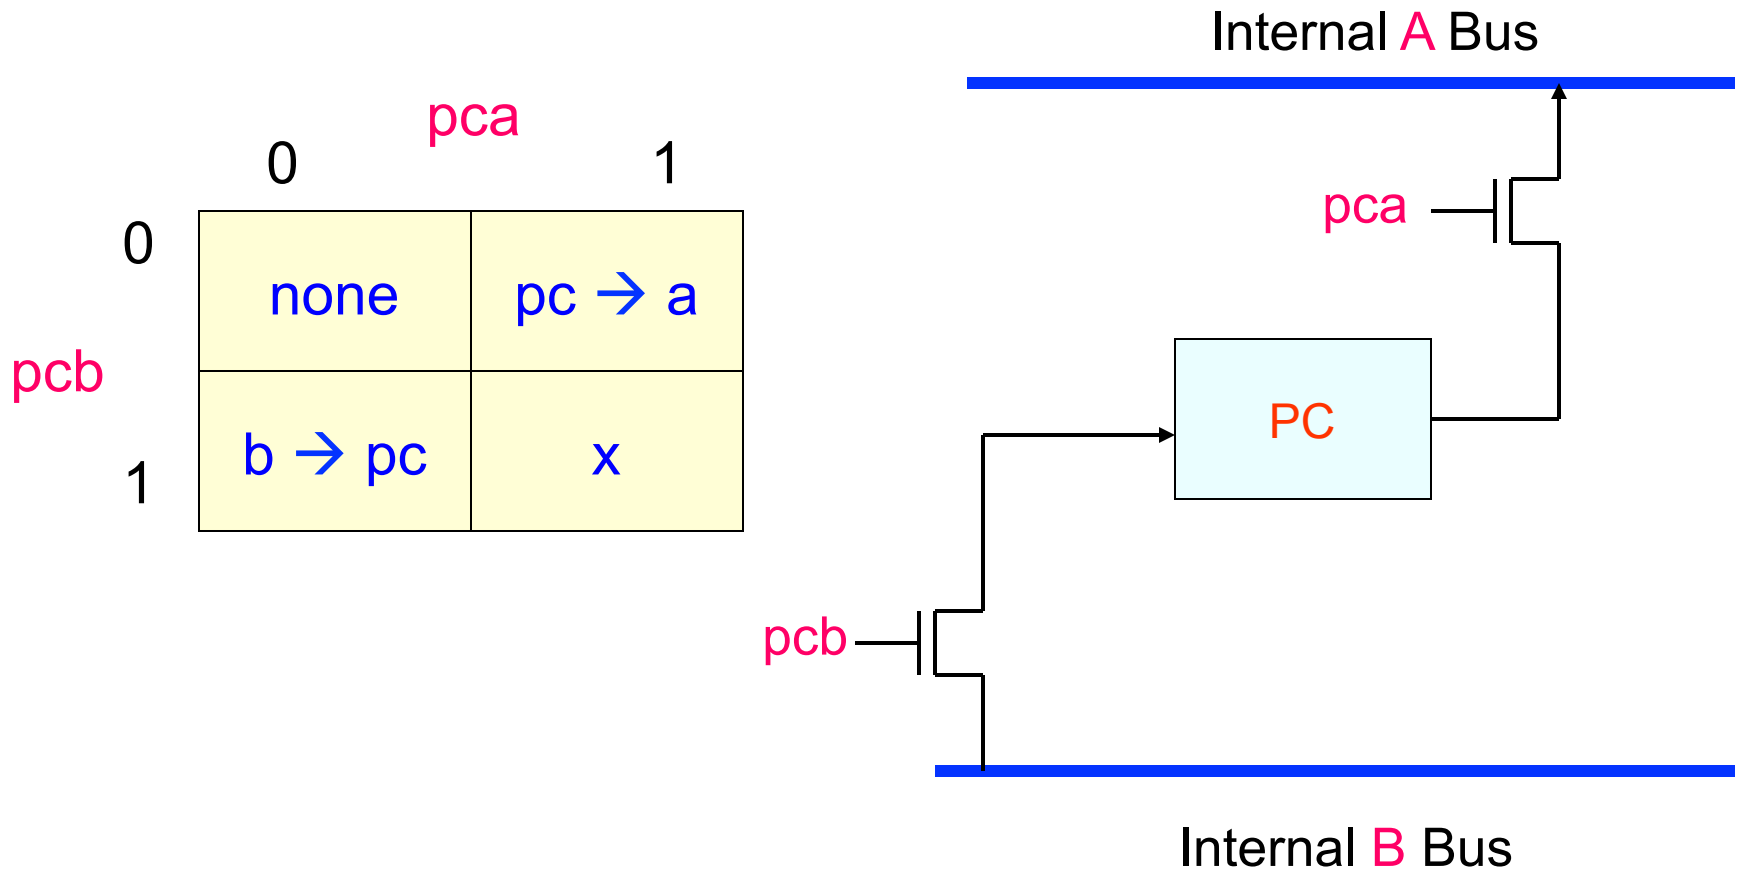 Internal A Bus
pca
0 1
0
none
pc → a
pcb
1
b → pc
x
pca
PC
pcb
Internal B Bus